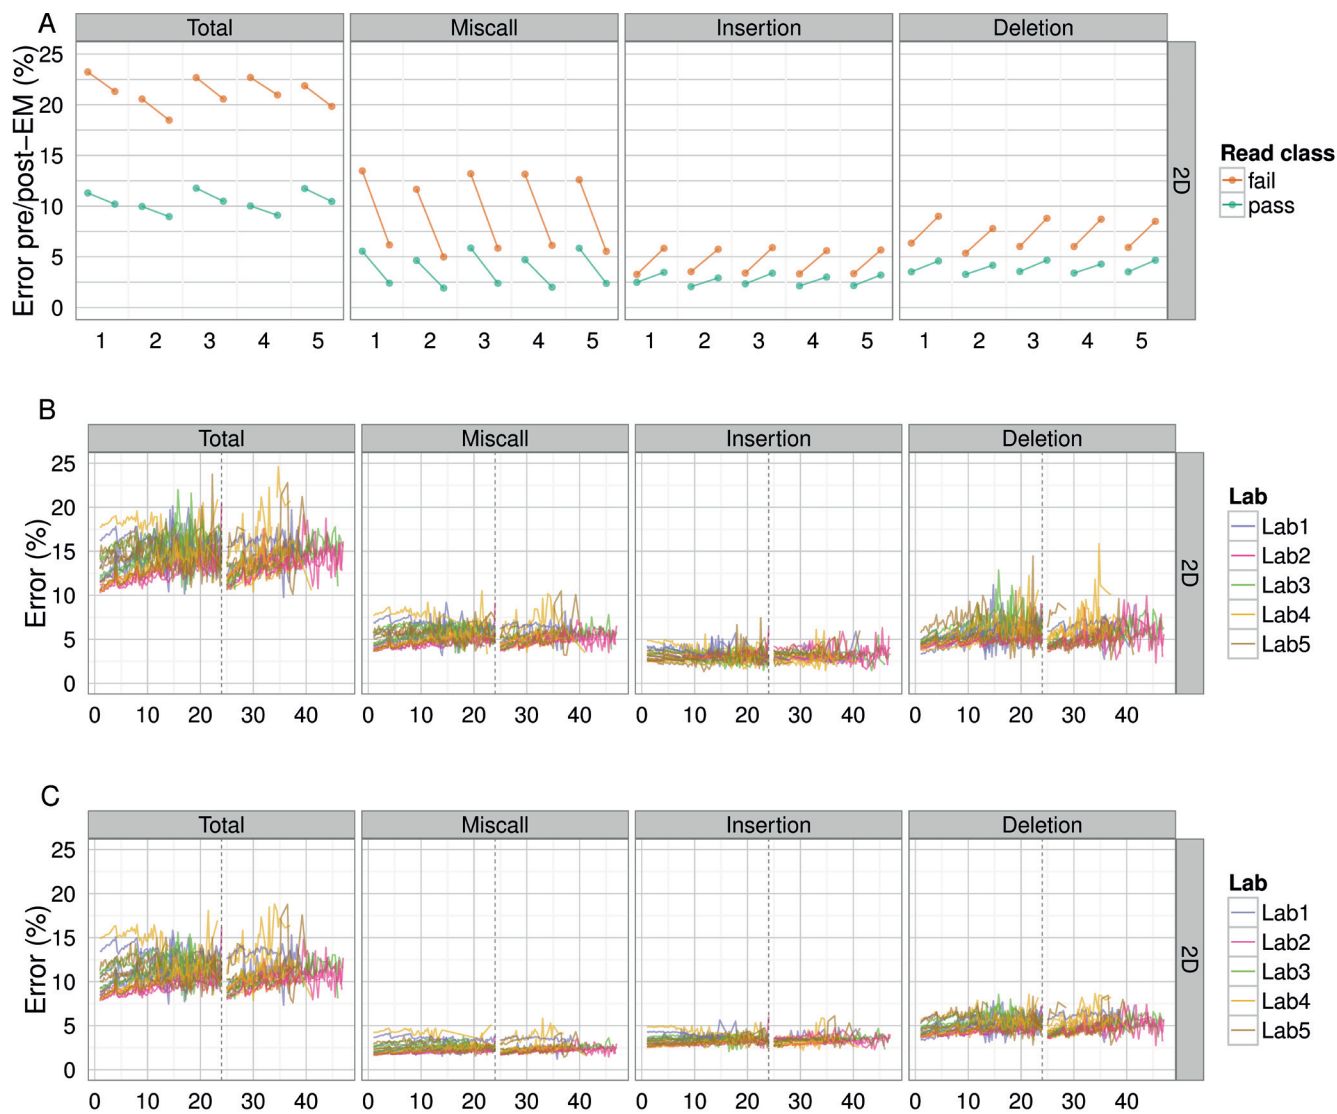 A
Total Miscall Insertion Deletion
Error pre/post−EM (%)
25
20
15
10
5
0
2D
Read class
fail
pass
1 2 3 4 5 1 2 3 4 5 1 2 3 4 5 1 2 3 4 5
B
Total Miscall Insertion Deletion
Error (%)
25
20
15
10
5
0
2D
Lab
Lab1
Lab2
Lab3
Lab4
Lab5
0 10 20 30 40 0 10 20 30 40 0 10 20 30 40 0 10 20 30 40
C
Total Miscall Insertion Deletion
Error (%)
25
20
15
10
5
0
2D
Lab
Lab1
Lab2
Lab3
Lab4
Lab5
0 10 20 30 40 0 10 20 30 40 0 10 20 30 40 0 10 20 30 40